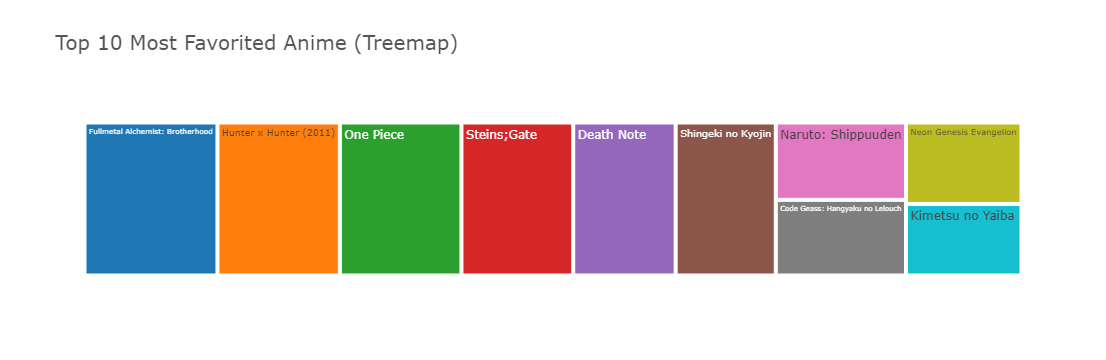 Top 10 Most Favorited Anime (Treemap)
Fullmetal Alchemist: Brotherhood
Hunter x Hunter (2011)
One Piece
Steins;Gate
Death Note
Shingeki no Kyojin
Naruto: Shippuuden
Code Geass: Hangyaku no Lelouch
Neon Genesis Evangelion
Kimetsu no Yaiba